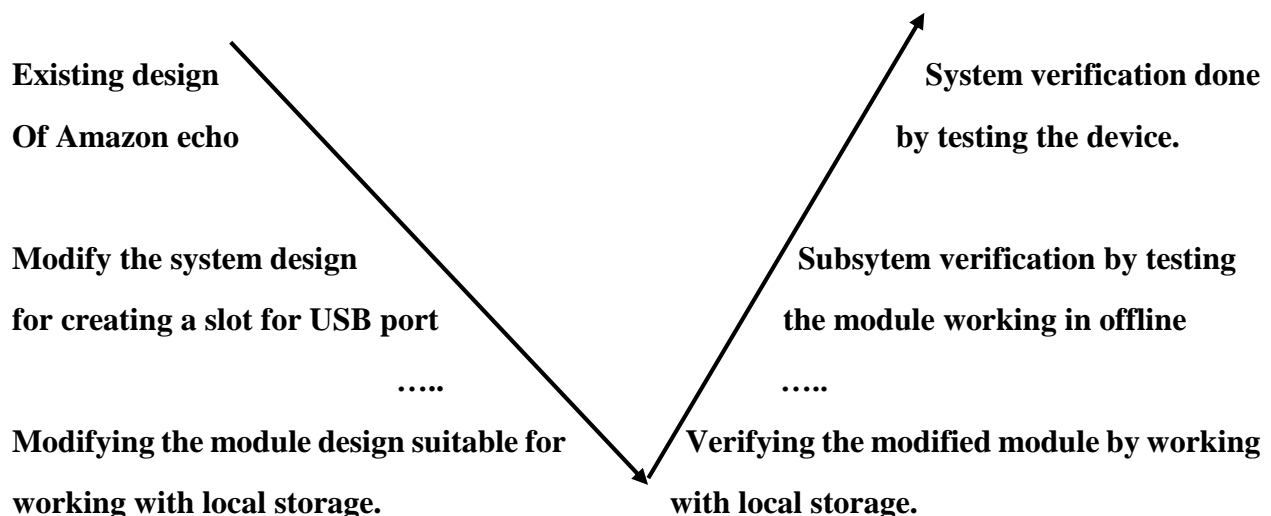 Existing design
Of Amazon echo
System verification done
by testing the device.
Modify the system design
for creating a slot for USB port
…..
Subsytem verification by testing
the module working in offline
…..
Modifying the module design suitable for
working with local storage.
Verifying the modified module by working
with local storage.